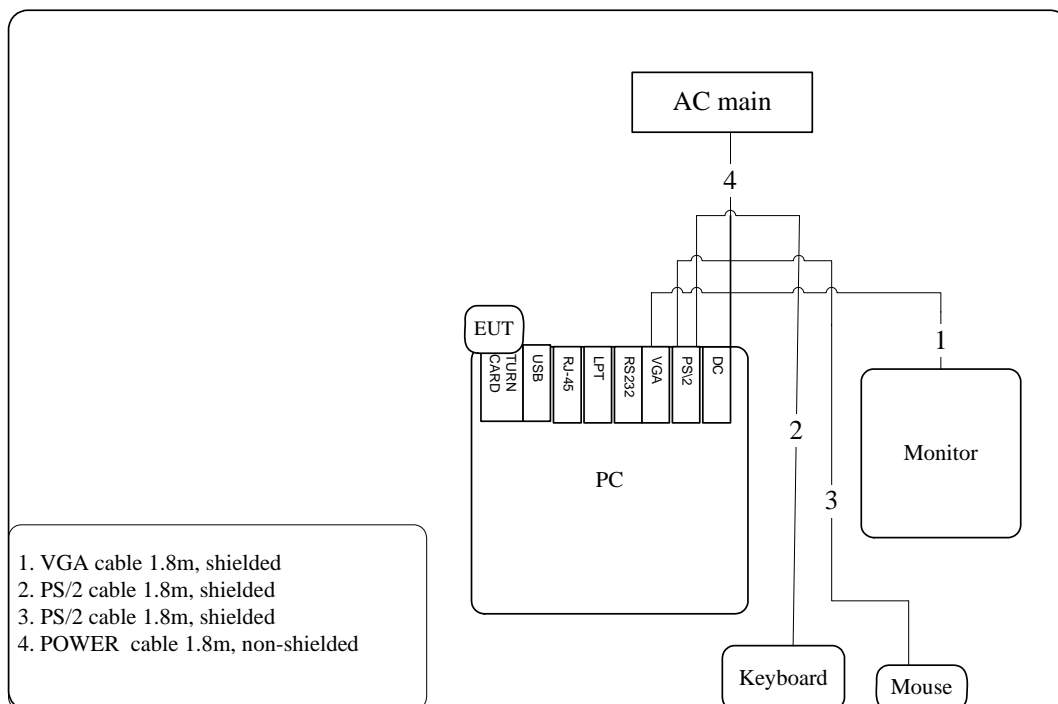 AC main
4
EUT
TURN
CARD
USB
RJ-45
LPT
RS232
VGA
PS\2
DC
1
2
3
Monitor
PC
1. VGA cable 1.8m, shielded
2. PS/2 cable 1.8m, shielded
3. PS/2 cable 1.8m, shielded
4. POWER  cable 1.8m, non-shielded
Keyboard
Mouse